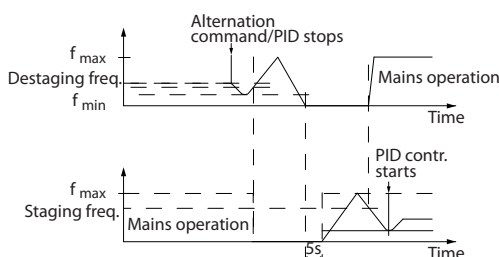 Alternation
command/PID stops
f max
Destaging freq.
f min
Mains operation
Time
PID contr.
starts
f max
Staging freq.
Mains operation
5s
Time